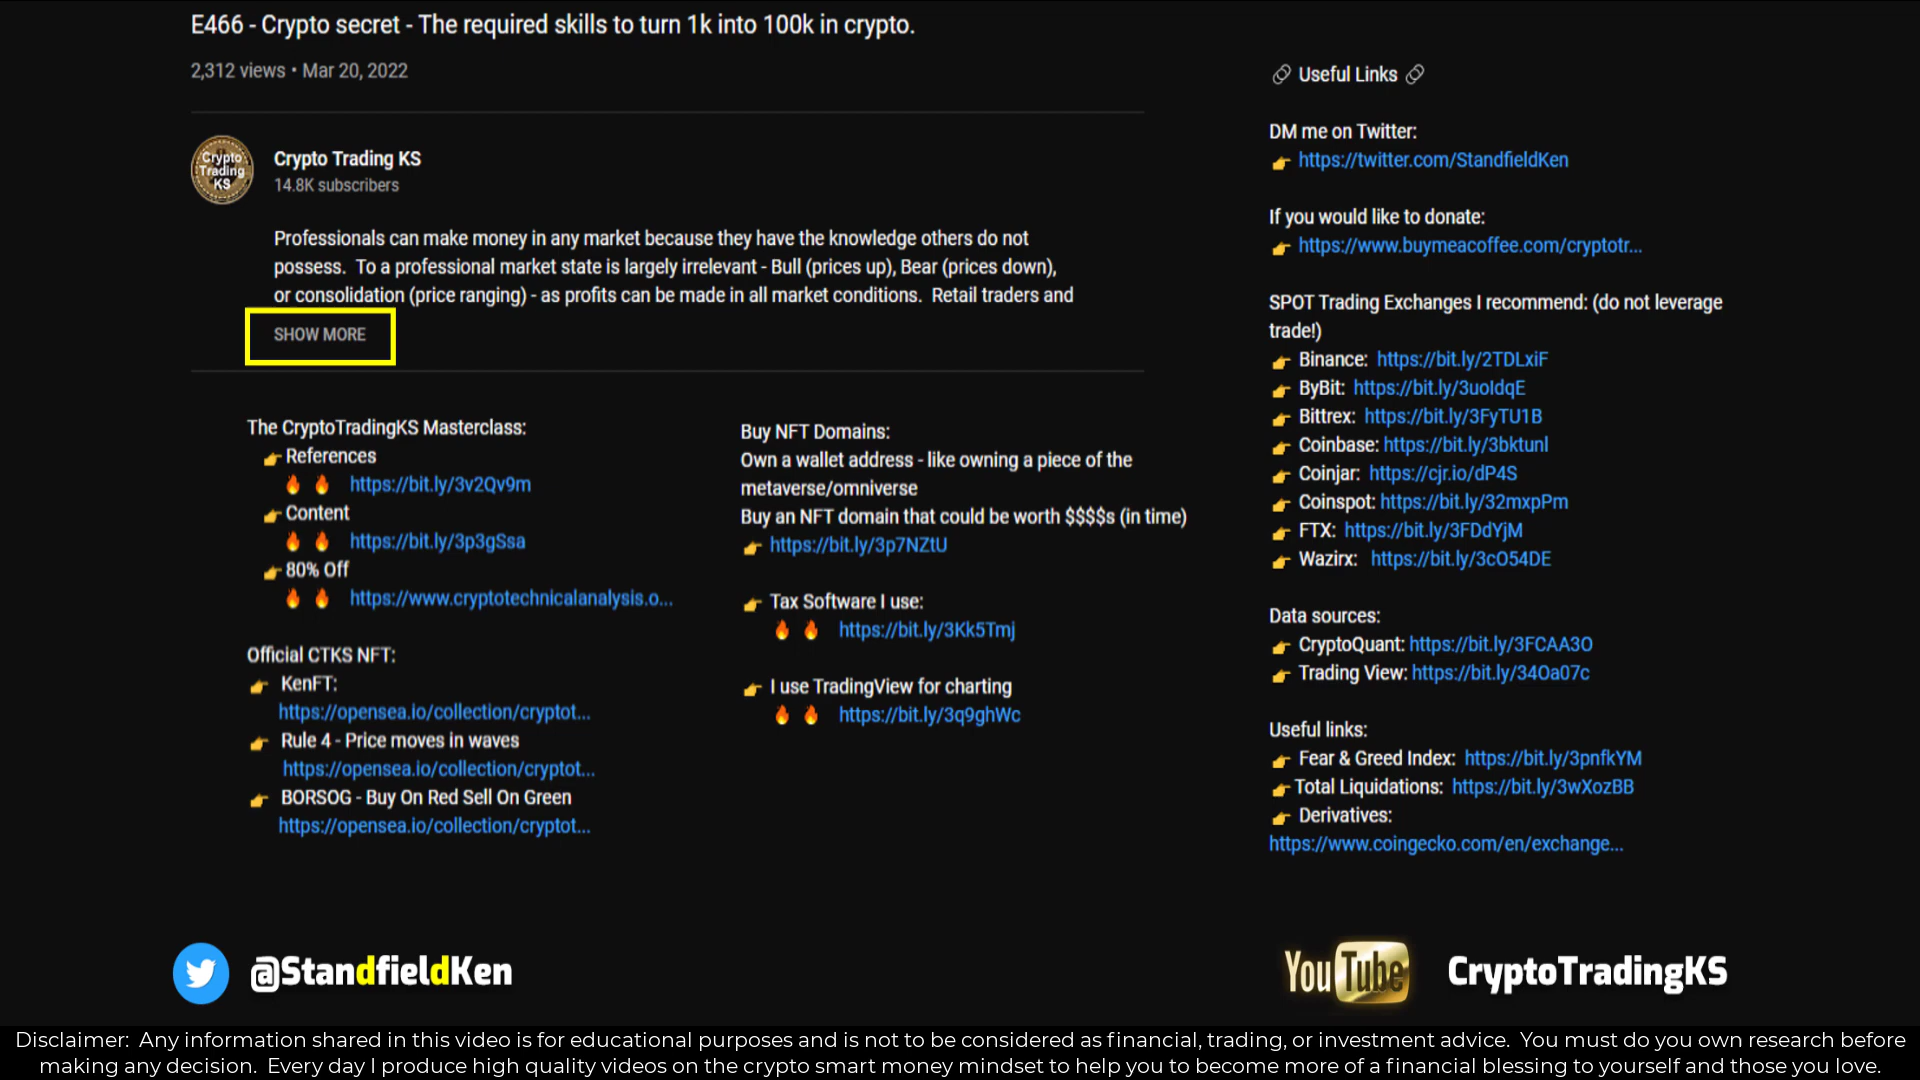 E466 - Crypto secret - The required skills to turn 1k into 100k in crypto.
2,312 views • Mar 20, 2022
Crypto
Trading
KS
Crypto Trading KS
14.8K subscribers
Professionals can make money in any market because they have the knowledge others do not
possess.  To a professional market state is largely irrelevant - Bull (prices up), Bear (prices down),
or consolidation (price ranging) - as profits can be made in all market conditions.  Retail traders and
SHOW MORE
The CryptoTradingKS Masterclass:
👉 References
🔥 🔥 https://bit.ly/3v2Qv9m
👉 Content
🔥 🔥 https://bit.ly/3p3gSsa
👉 80% Off
🔥 🔥 https://www.cryptotechnicalanalysis.o...
Official CTKS NFT:
👉 KenFT:
https://opensea.io/collection/cryptot...
👉 Rule 4 - Price moves in waves
https://opensea.io/collection/cryptot...
👉 BORSOG - Buy On Red Sell On Green
https://opensea.io/collection/cryptot...
Buy NFT Domains:
Own a wallet address - like owning a piece of the
metaverse/omniverse
Buy an NFT domain that could be worth $$$$s (in time)
👉 https://bit.ly/3p7NZtU
👉 Tax Software I use:
🔥 🔥 https://bit.ly/3Kk5Tmj
👉 I use TradingView for charting
🔥 🔥 https://bit.ly/3q9ghWc
🔗 Useful Links 🔗
DM me on Twitter:
👉 https://twitter.com/StandfieldKen
If you would like to donate:
👉 https://www.buymeacoffee.com/cryptotr...
SPOT Trading Exchanges I recommend: (do not leverage
trade!)
👉 Binance: https://bit.ly/2TDLxiF
👉 ByBit: https://bit.ly/3uoIdqE
👉 Bittrex: https://bit.ly/3FyTU1B
👉 Coinbase: https://bit.ly/3bktunl
👉 Coinjar: https://cjr.io/dP4S
👉 Coinspot: https://bit.ly/32mxpPm
👉 FTX: https://bit.ly/3FDdYjM
👉 Wazirx: https://bit.ly/3cO54DE
Data sources:
👉 CryptoQuant: https://bit.ly/3FCAA3O
👉 Trading View: https://bit.ly/34Oa07c
Useful links:
👉 Fear & Greed Index: https://bit.ly/3pnfkYM
👉 Total Liquidations: https://bit.ly/3wXozBB
👉 Derivatives:
https://www.coingecko.com/en/exchange...
@StandfieldKen
YouTube
CryptoTradingKS
Disclaimer:  Any information shared in this video is for educational purposes and is not to be considered as financial, trading, or investment advice.  You must do you own research before
making any decision.  Every day I produce high quality videos on the crypto smart money mindset to help you to become more of a financial blessing to yourself and those you love.